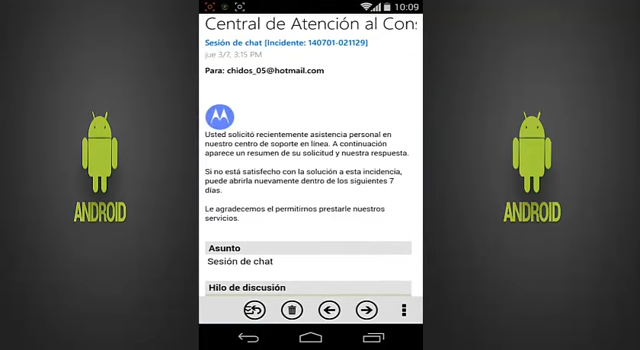 10:09
Central de Atención al Cons
Sesión de chat [Incidente: 140701-021129]
jue 3/7, 3.15 PM
Para: chidos_05@hotmail.com
Usted solicitó recientemente asistencia personal en
nuestro centro de soporte en línea. A continuación
aparece un resumen de su solicitud y nuestra respuesta.
Si no está satisfecho con la solución a esta incidencia,
puede abrirla nuevamente dentro de los siguientes 7
días.
Le agradecemos el permitirnos prestarle nuestros
servicios.
Asunto
Sesión de chat
Hilo de discusión
ANDROID
ANDROID